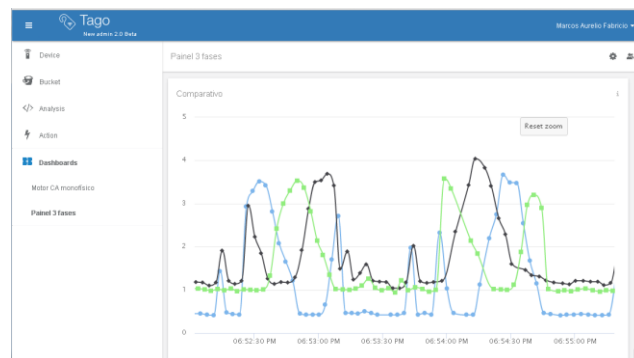 Tago
New admin 2.0 Beta
Marcos Aurelio Fabricio
Device
Bucket
Analysis
Action
Dashboards
Motor CA monofísico
Painel 3 fases
Painel 3 fases
Comparativo
Reset zoom
5
4
3
2
1
0
06:52:30 PM
06:53:00 PM
06:53:30 PM
06:54:00 PM
06:54:30 PM
06:55:00 PM